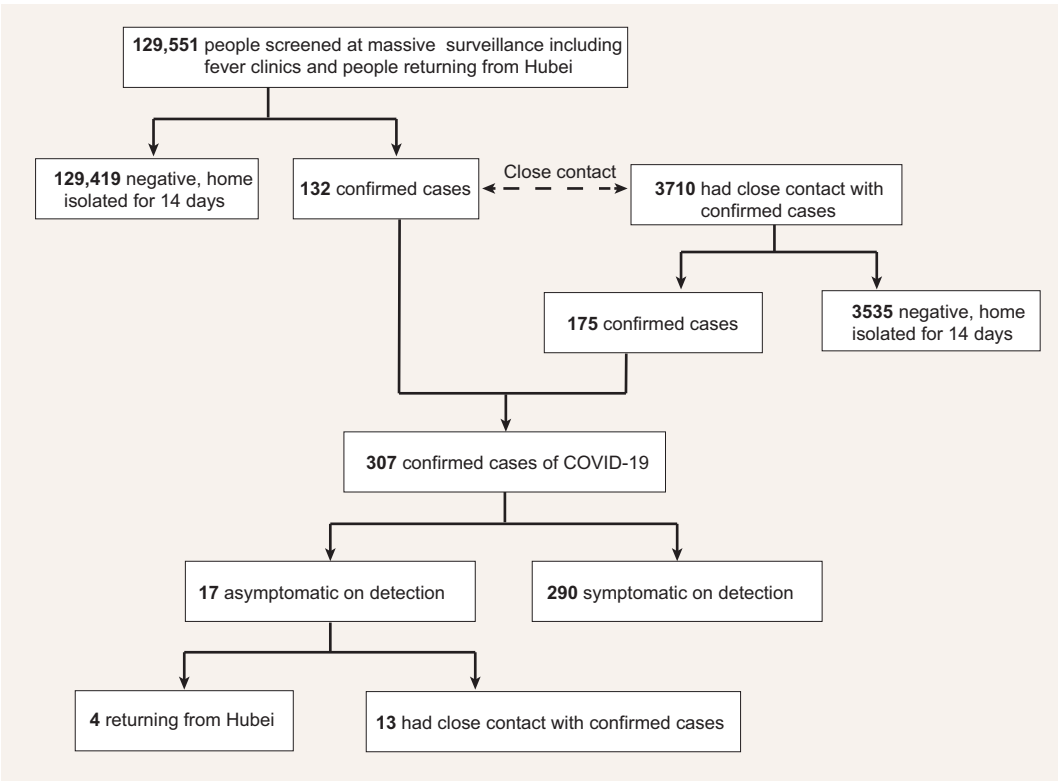 129,551 people screened at massive surveillance including
fever clinics and people returning from Hubei
129,419 negative, home
isolated for 14 days
132 confirmed cases
Close contact
3710 had close contact with
confirmed cases
175 confirmed cases
3535 negative, home
isolated for 14 days
307 confirmed cases of COVID-19
17 asymptomatic on detection
290 symptomatic on detection
4 returning from Hubei
13 had close contact with confirmed cases